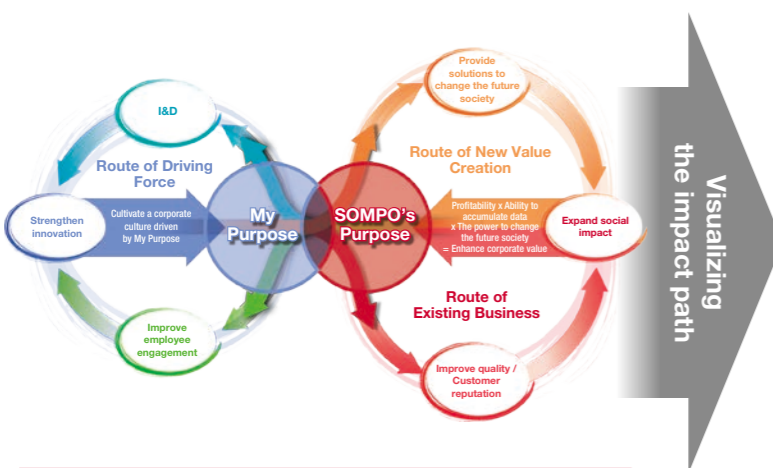 I&D
Route of Driving
Force
Strengthen
innovation
Cultivate a corporate
culture driven
by My Purpose
Improve
employee
engagement
My
Purpose
SOMPO's
Purpose
Provide
solutions to
change the future
society
Route of New Value
Creation
Profitability x Ability to
accumulate data
x The power to change
the future society
= Enhance corporate value
Expand social
impact
Route of
Existing Business
Improve quality /
Customer
reputation
Visualizing
the impact path